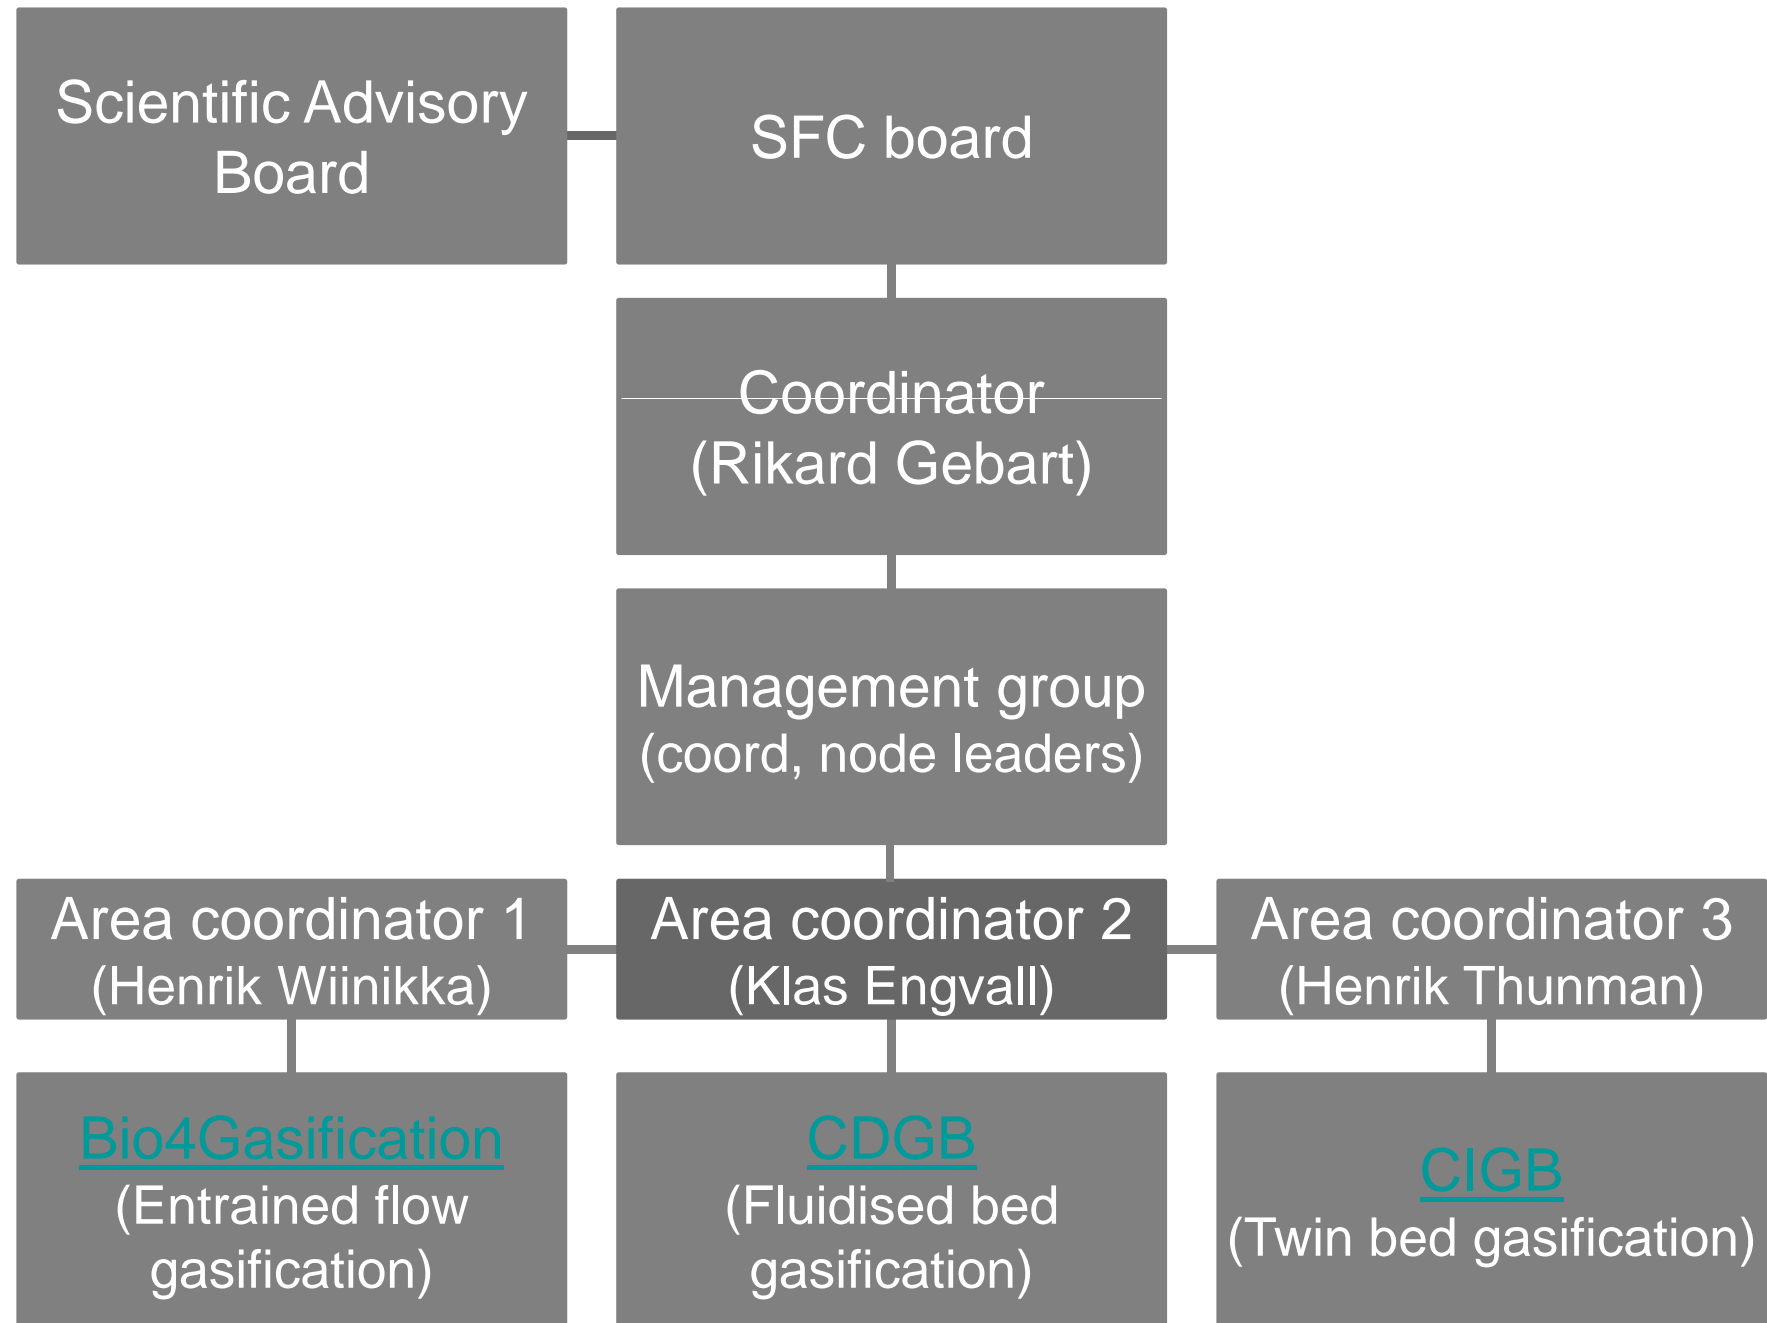 Scientific Advisory
Board
SFC board
Coordinator
(Rikard Gebart)
Management group
(coord, node leaders)
Area coordinator 1
(Henrik Wiinikka)
Area coordinator 2
(Klas Engvall)
Area coordinator 3
(Henrik Thunman)
Bio4Gasification
(Entrained flow
gasification)
CDGB
(Fluidised bed
gasification)
CIGB
(Twin bed gasification)